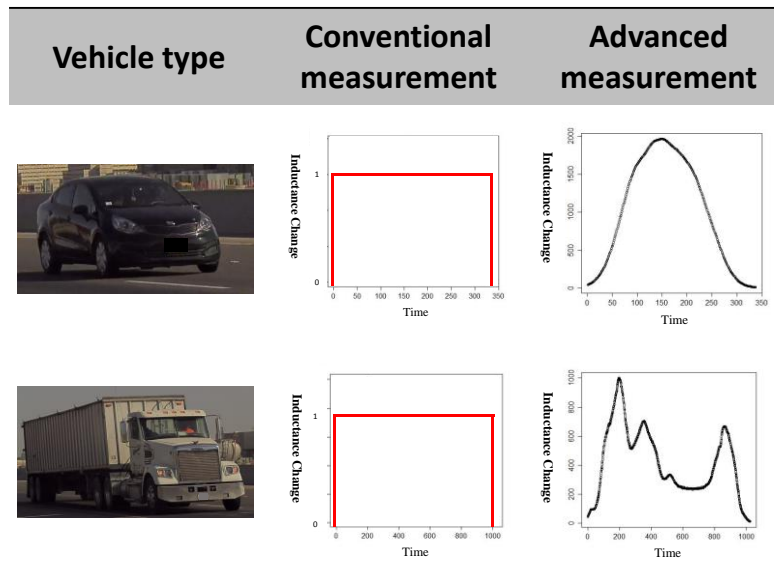 Vehicle type
Conventional measurement
Advanced measurement
Inductance Change
1
0
0 50 100 150 200 250 300 350
Time
Inductance Change
2000
1500
1000
500
0
0 50 100 150 200 250 300 350
Time
Inductance Change
1
0
0 200 400 600 800 1000
Time
Inductance Change
1000
800
600
400
200
0
0 200 400 600 800 1000
Time